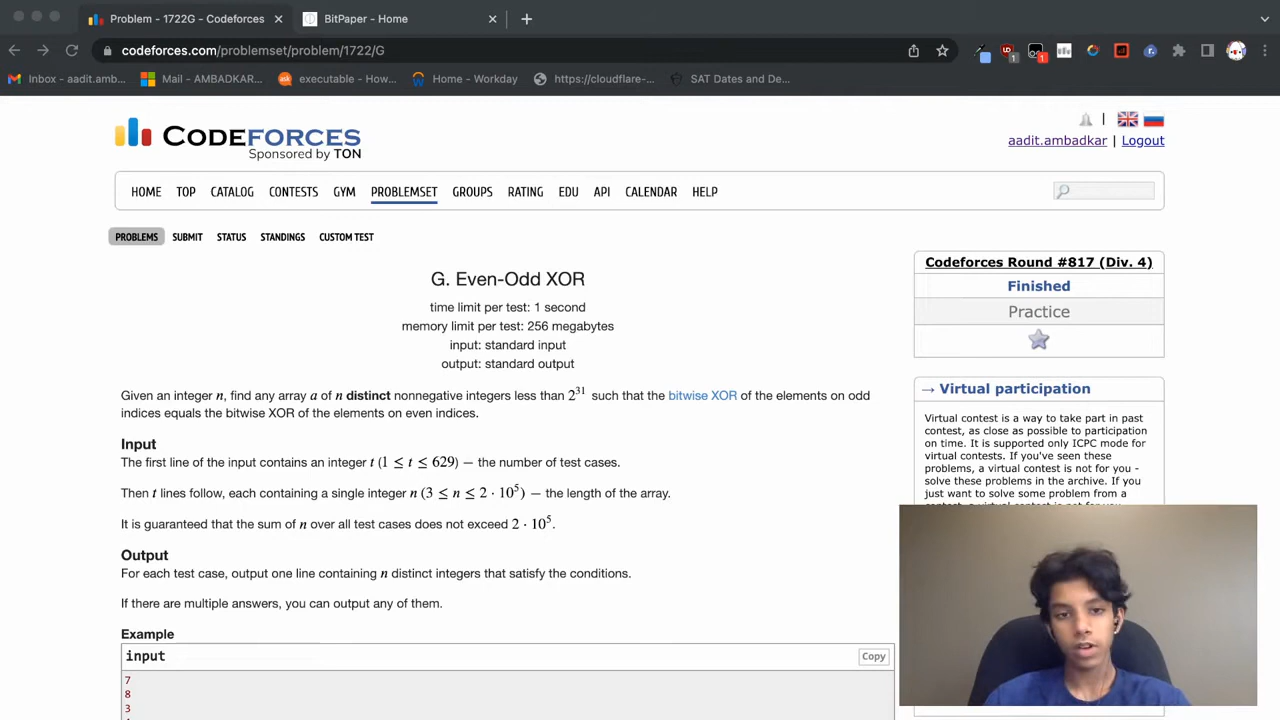 Problem - 1722G - Codeforces
BitPaper - Home
codeforces.com/problemset/problem/1722/G
Inbox - aadit.amb...
Mail - AMBADKAR...
executable - How...
Home - Workday
https://cloudflare-...
SAT Dates and De...
CODEFORCES
Sponsored by TON
aadit.ambadkar | Logout
HOME TOP CATALOG CONTESTS GYM PROBLEMSET GROUPS RATING EDU API CALENDAR HELP
PROBLEMS SUBMIT STATUS STANDINGS CUSTOM TEST
G. Even-Odd XOR
time limit per test: 1 second
memory limit per test: 256 megabytes
input: standard input
output: standard output
Given an integer n, find any array a of n distinct nonnegative integers less than 2^31 such that the bitwise XOR of the elements on odd
indices equals the bitwise XOR of the elements on even indices.
Input
The first line of the input contains an integer t (1 ≤ t ≤ 629) — the number of test cases.
Then t lines follow, each containing a single integer n (3 ≤ n ≤ 2 · 10^5) — the length of the array.
It is guaranteed that the sum of n over all test cases does not exceed 2 · 10^5.
Output
For each test case, output one line containing n distinct integers that satisfy the conditions.
If there are multiple answers, you can output any of them.
Example
input
Copy
7
8
3
Codeforces Round #817 (Div. 4)
Finished
Practice
→ Virtual participation
Virtual contest is a way to take part in past
contest, as close as possible to participation
on time. It is supported only ICPC mode for
virtual contests. If you've seen these
problems, a virtual contest is not for you -
solve these problems in the archive. If you
just want to solve some problem from a